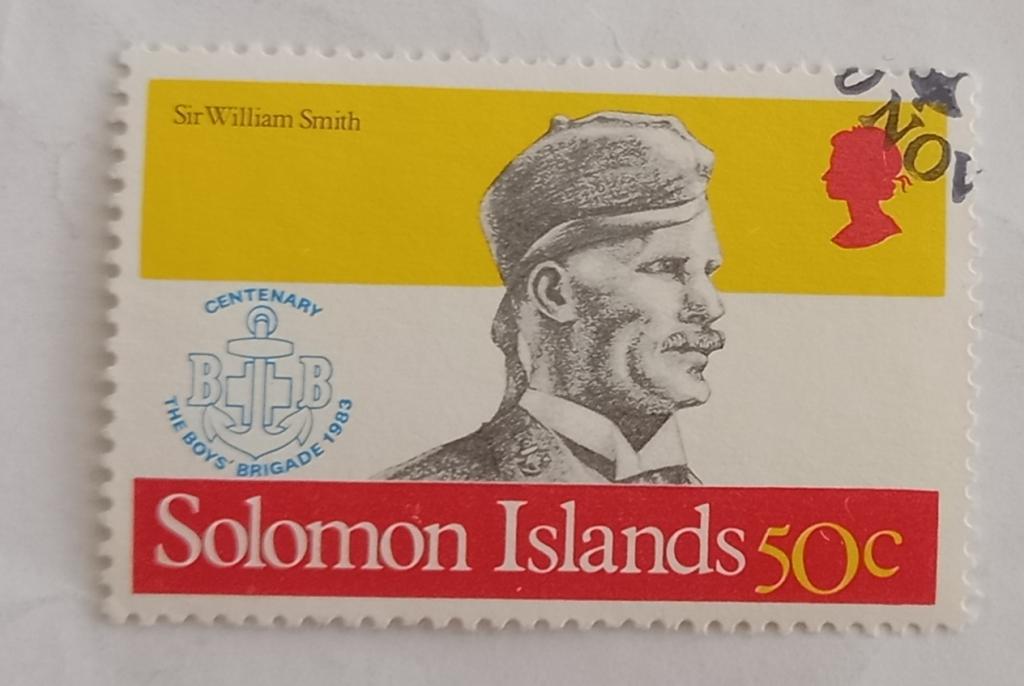 Sir William Smith
CENTENARY
B B
THE BOYS' BRIGADE 1983
Solomon Islands 50c